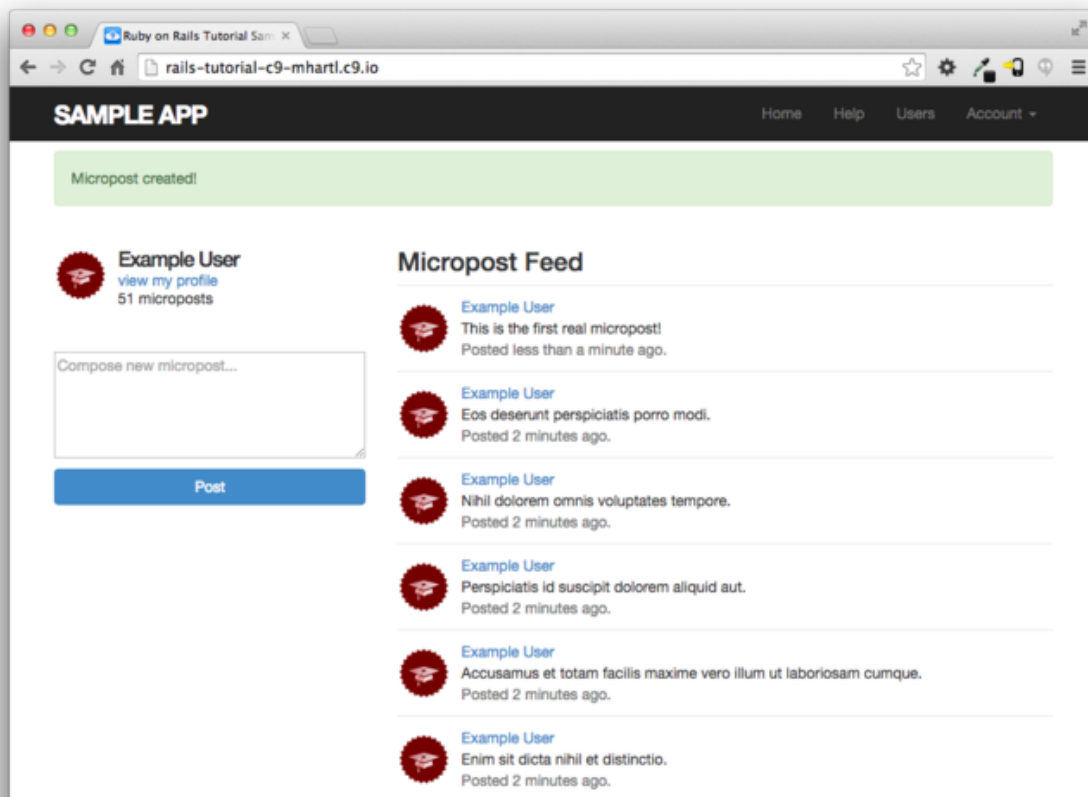 Ruby on Rails Tutorial Sam
rails-tutorial-c9-mhartl.c9.io
SAMPLE APP
Home Help Users Account
Micropost created!
Example User
view my profile
51 microposts
Compose new micropost...
Post
Micropost Feed
Example User
This is the first real micropost!
Posted less than a minute ago.
Example User
Eos deserunt perspiciatis porro modi.
Posted 2 minutes ago.
Example User
Nihil dolorem omnis voluptates tempore.
Posted 2 minutes ago.
Example User
Perspiciatis id suscipit dolorem aliquid aut.
Posted 2 minutes ago.
Example User
Accusamus et totam facilis maxime vero illum ut laboriosam cumque.
Posted 2 minutes ago.
Example User
Enim sit dicta nihil et distinctio.
Posted 2 minutes ago.